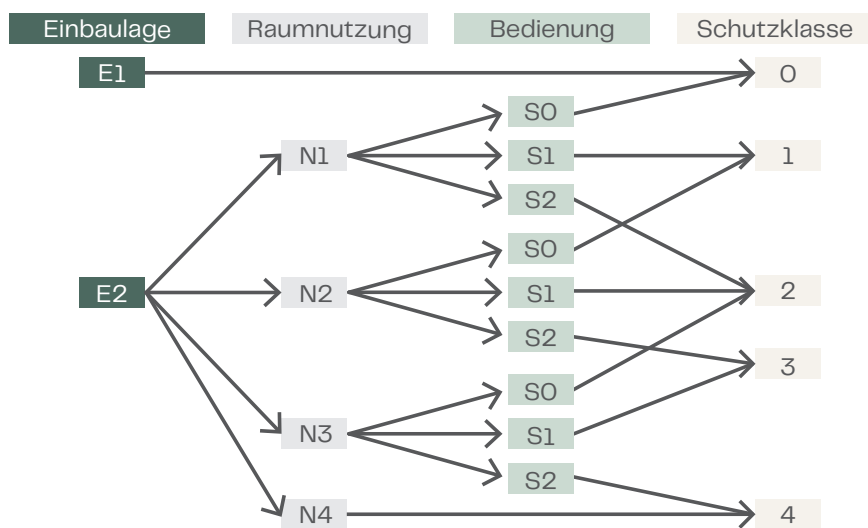 Einbaulage Raumnutzung Bedienung Schutzklasse
E1 0
S0
N1 S1 1
S2
S0
E2 N2 S1 2
S2
3
S0
N3 S1
S2
N4 4